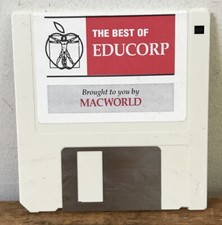 THE BEST OF
EDUCORP
Brought to you by
MACWORLD